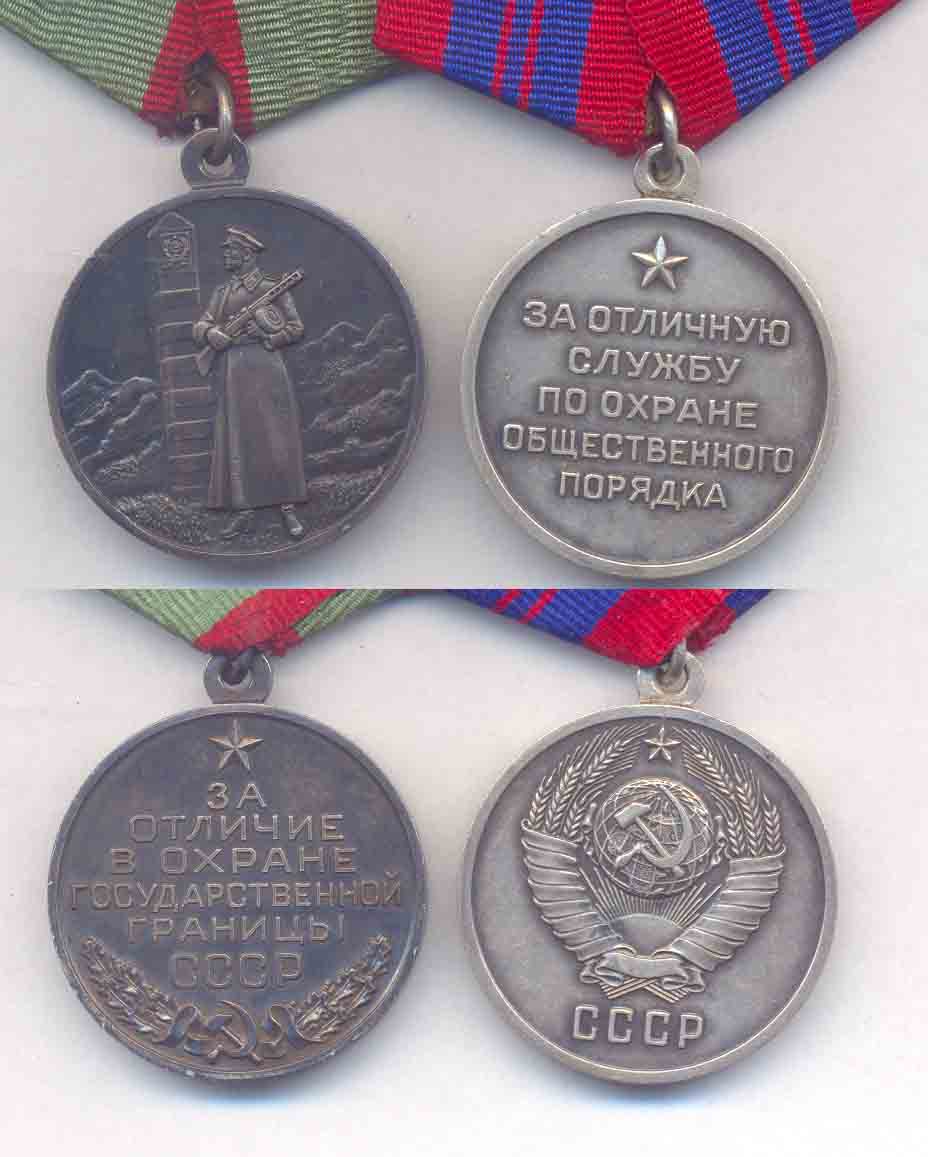 ЗА ОТЛИЧНУЮ
СЛУЖБУ
ПО ОХРАНЕ
ОБЩЕСТВЕННОГО
ПОРЯДКА
ЗА
ОТЛИЧИЕ
В ОХРАНЕ
ГОСУДАРСТВЕННОЙ
ГРАНИЦЫ
СССР
СССР